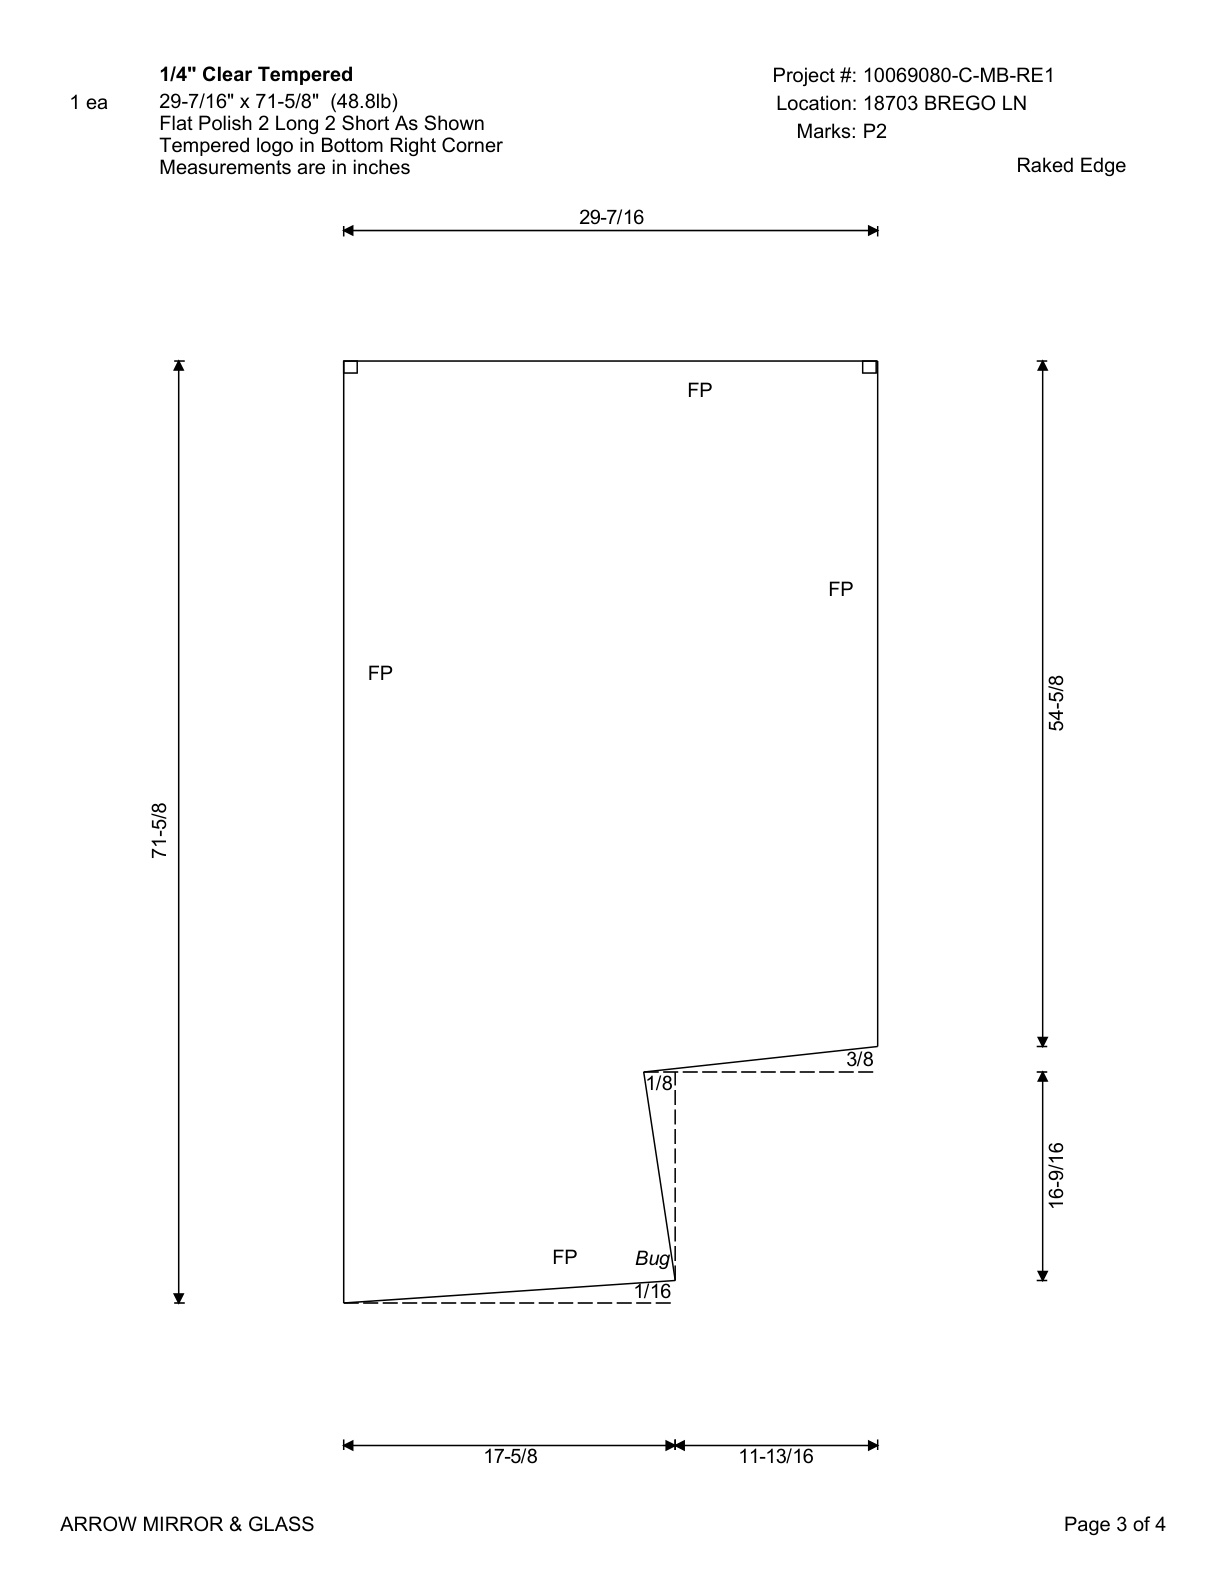 1/4" Clear Tempered
1 ea
29-7/16" x 71-5/8" (48.8lb)
Flat Polish 2 Long 2 Short As Shown
Tempered logo in Bottom Right Corner
Measurements are in inches
Project #: 10069080-C-MB-RE1
Location: 18703 BREGO LN
Marks: P2
Raked Edge
29-7/16
FP
FP
FP
54-5/8
71-5/8
3/8
1/8
16-9/16
FP
Bug
1/16
17-5/8
11-13/16
ARROW MIRROR & GLASS
Page 3 of 4